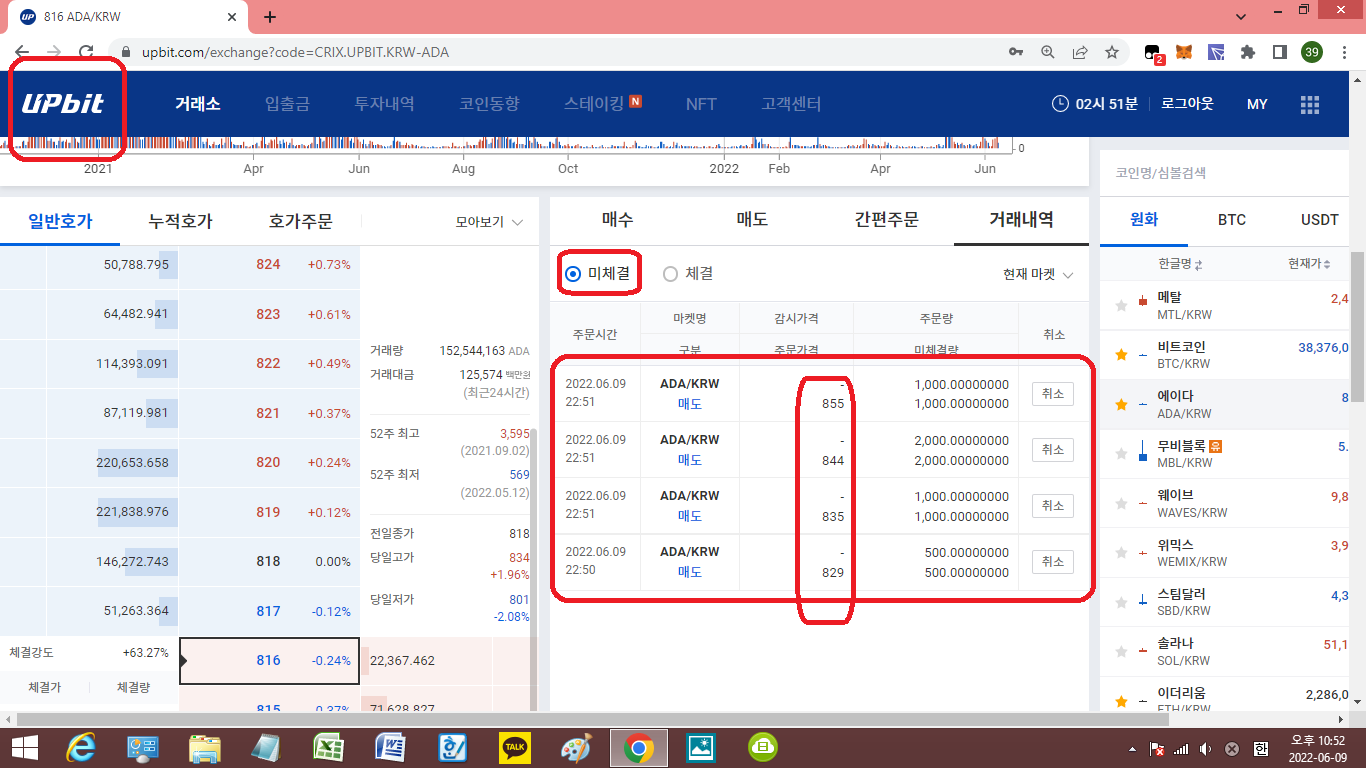 816 ADA/KRW
upbit.com/exchange?code=CRIX.UPBIT.KRW-ADA
2
39
UPbit
거래소 입출금 투자내역 코인동향 스테이킹 N NFT 고객센터
02시 51분 로그아웃 MY
0
2021 Apr Jun Aug Oct 2022 Feb Apr Jun
일반호가 누적호가 호가주문 모아보기
50,788.795 824 +0.73%
64,482.941 823 +0.61%
114,393.091 822 +0.49%
87,119.981 821 +0.37%
220,653.658 820 +0.24%
221,838.976 819 +0.12%
146,272.743 818 0.00%
51,263.364 817 -0.12%
816 -0.24% 22,367.462
815 -0.37% 71,628.827
체결강도 +63.27%
체결가 체결량
거래량 152,544,163 ADA
거래대금 125,574 백만원
(최근24시간)
52주 최고 3,595
(2021.09.02)
52주 최저 569
(2022.05.12)
전일종가 818
당일고가 834
+1.96%
당일저가 801
-2.08%
매수 매도 간편주문 거래내역
미체결 체결 현재 마켓
주문시간 마켓명 감시가격 주문량 취소
구분 주문가격 미체결량
2022.06.09 ADA/KRW - 1,000.00000000 취소
22:51 매도 855 1,000.00000000
2022.06.09 ADA/KRW - 2,000.00000000 취소
22:51 매도 844 2,000.00000000
2022.06.09 ADA/KRW - 1,000.00000000 취소
22:51 매도 835 1,000.00000000
2022.06.09 ADA/KRW - 500.00000000 취소
22:50 매도 829 500.00000000
코인명/심볼검색
원화 BTC USDT
한글명 현재가
메탈 2,4
MTL/KRW
비트코인 38,376,0
BTC/KRW
에이다 8
ADA/KRW
무비블록 유 5.
MBL/KRW
웨이브 9,8
WAVES/KRW
위믹스 3,9
WEMIX/KRW
스팀달러 4,3
SBD/KRW
솔라나 51,1
SOL/KRW
이더리움 2,286,0
ETH/KRW
TALK
한
오후 10:52
2022-06-09